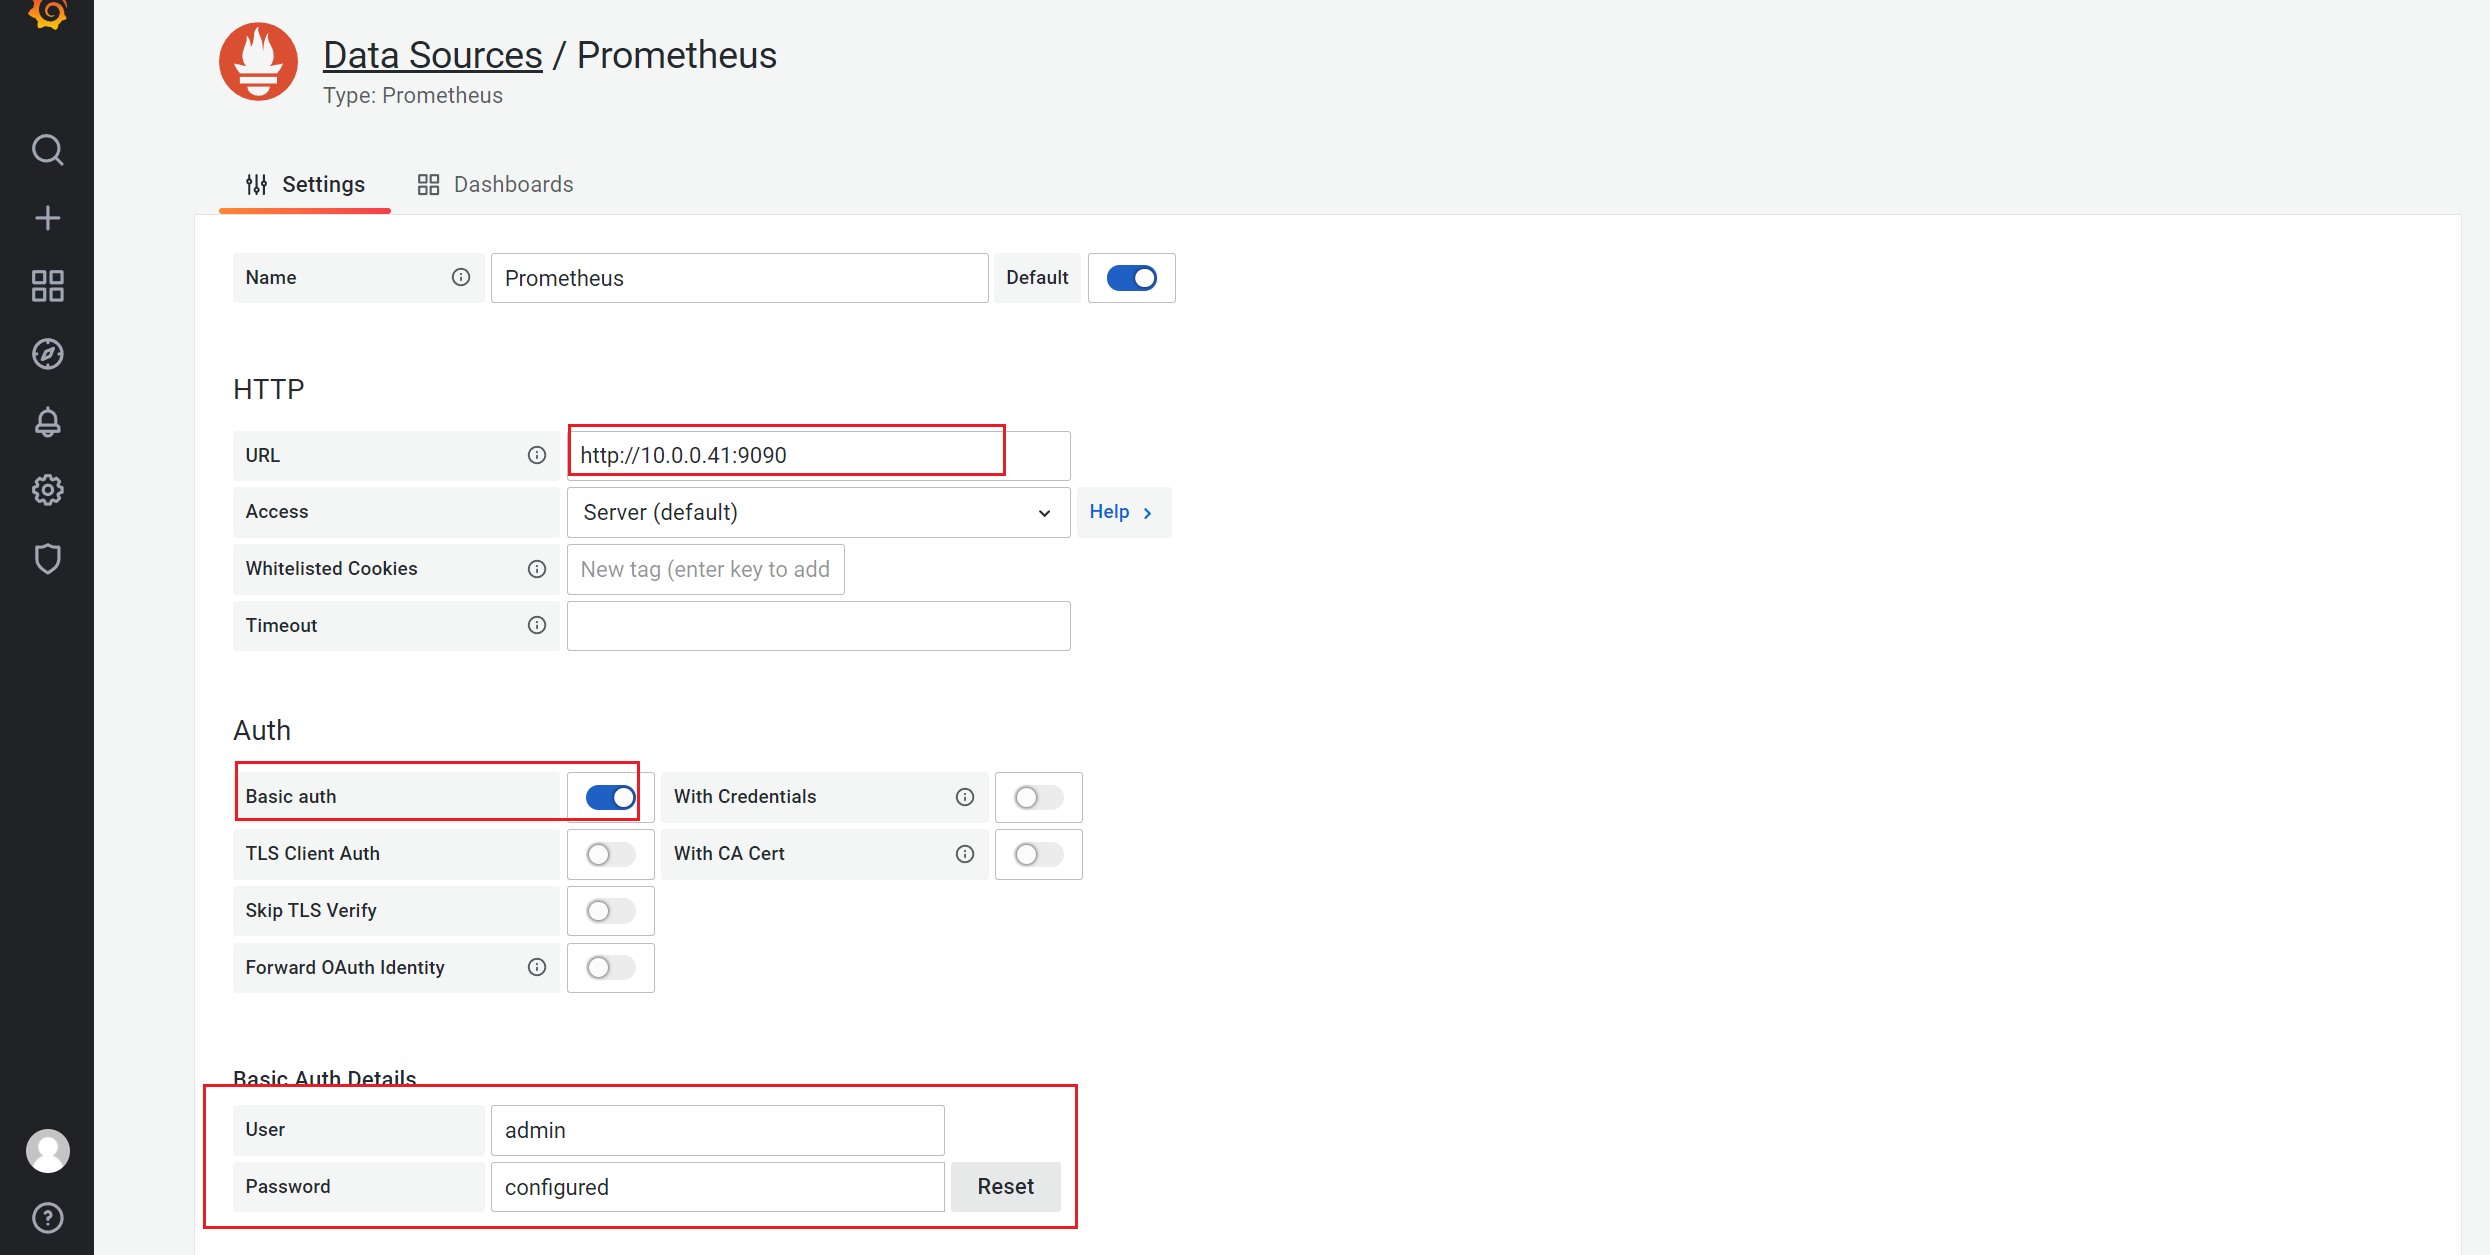 Data Sources / Prometheus
Type: Prometheus
Settings Dashboards
Name Prometheus Default
HTTP
URL http://10.0.0.41:9090
Access Server (default) Help
Whitelisted Cookies New tag (enter key to add
Timeout
Auth
Basic auth With Credentials
TLS Client Auth With CA Cert
Skip TLS Verify
Forward OAuth Identity
Basic Auth Details
User admin
Password configured Reset